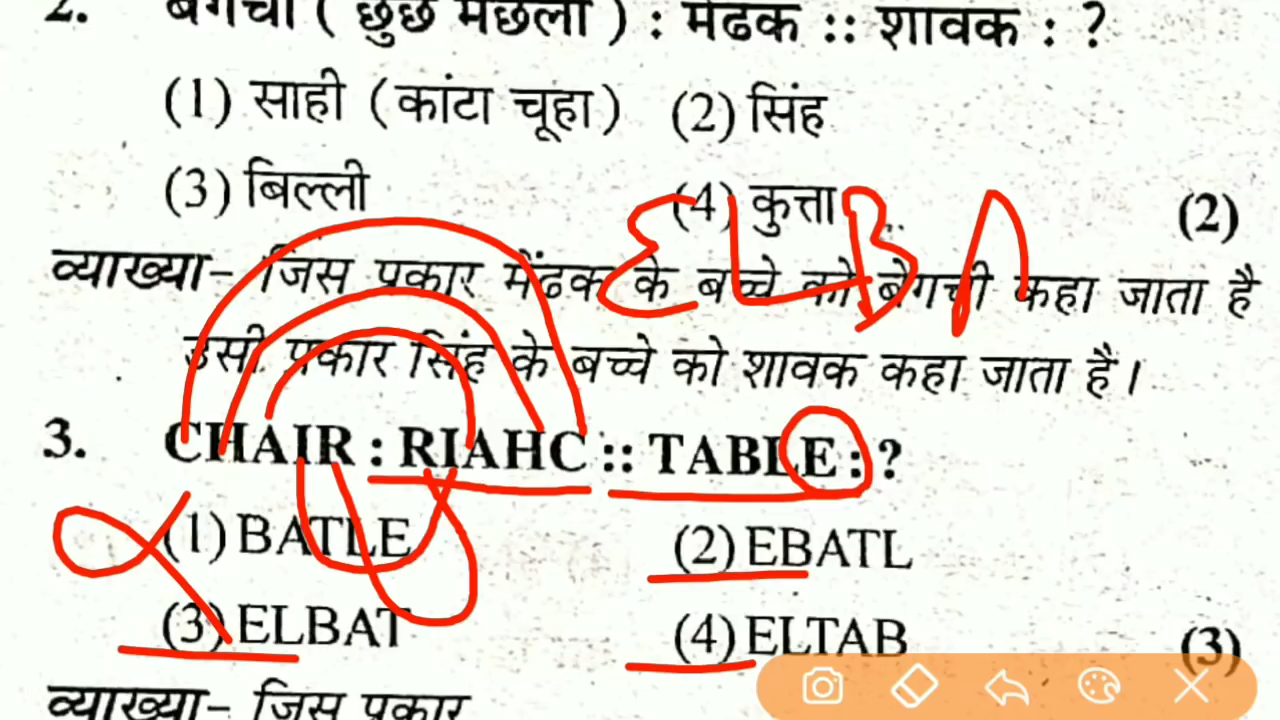 2. बेंगची ( छुछ मछली ) : मेंढक :: शावक : ?
(1) साही (कांटा चूहा) (2) सिंह
(3) बिल्ली (4) कुत्ता (2)
व्याख्या– जिस प्रकार मेंढक के बच्चे को बेंगची कहा जाता है
उसी प्रकार सिंह के बच्चे को शावक कहा जाता है।
ELBA
3. CHAIR : RIAHC :: TABLE : ?
(1) BATLE (2) EBATL
(3) ELBAT (4) ELTAB (3)
व्याख्या– जिस प्रकार